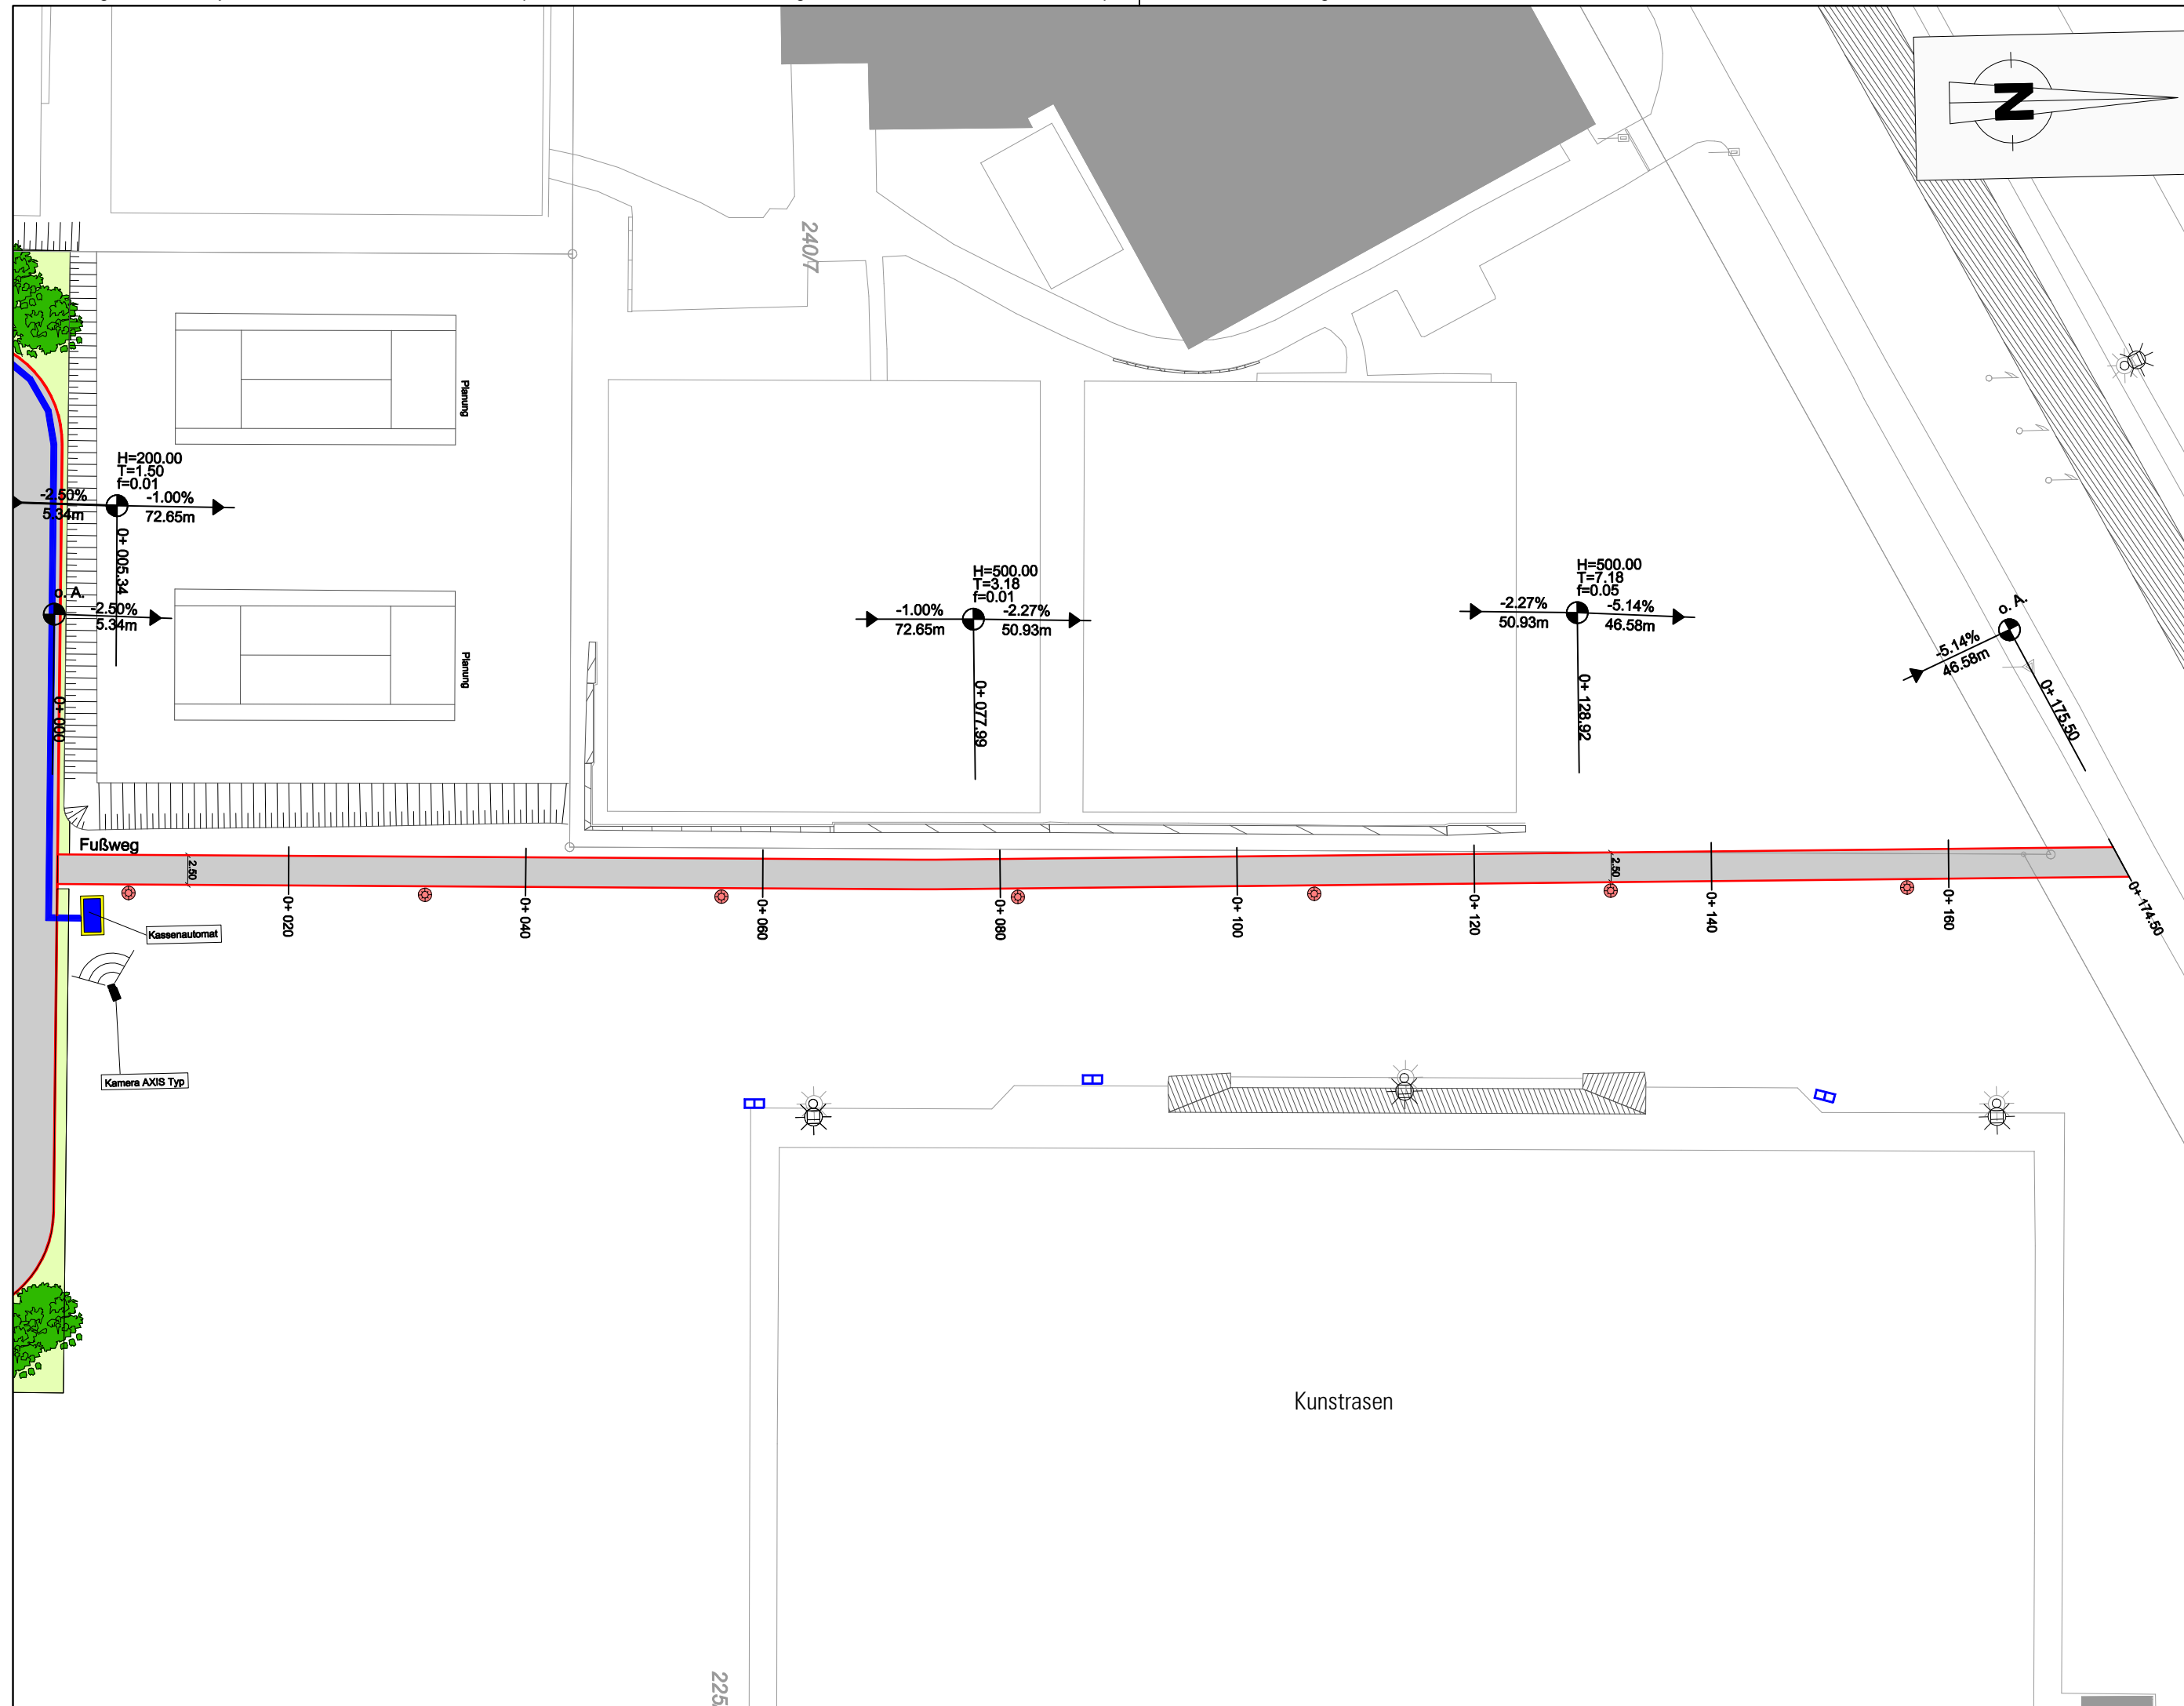 N
240/7
Planung
H=200.00
T=1.50
f=0.01
-2.50%
5.34m
-1.00%
72.65m
0+ 005.34
o. A.
-2.50%
5.34m
0+ 000
Planung
H=500.00
T=3.18
f=0.01
-1.00%
72.65m
-2.27%
50.93m
0+ 077.99
H=500.00
T=7.18
f=0.05
-2.27%
50.93m
-5.14%
46.58m
0+ 128.92
o. A.
-5.14%
46.58m
0+ 175.50
Fußweg
2.50
2.50
0+ 020
0+ 040
0+ 060
0+ 080
0+ 100
0+ 120
0+ 140
0+ 160
0+ 174.50
Kassenautomat
Kamera AXIS Typ
Kunstrasen
225